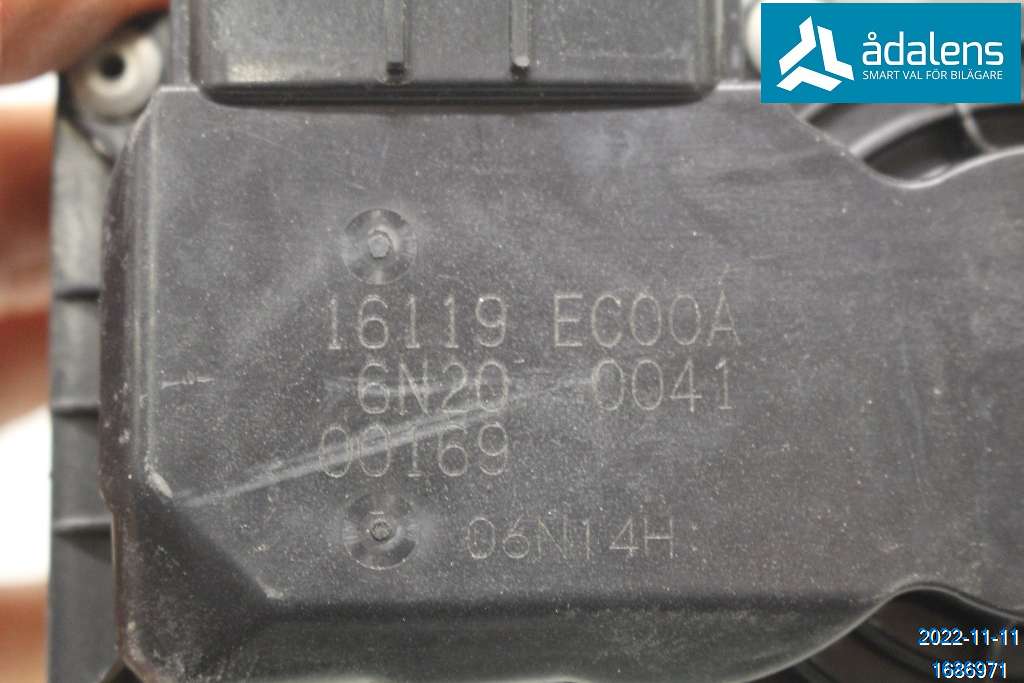 ådalens
SMART VAL FÖR BILÄGARE
16119 EC00A
6N20 0041
00169
06N14H
2022-11-11
1686971